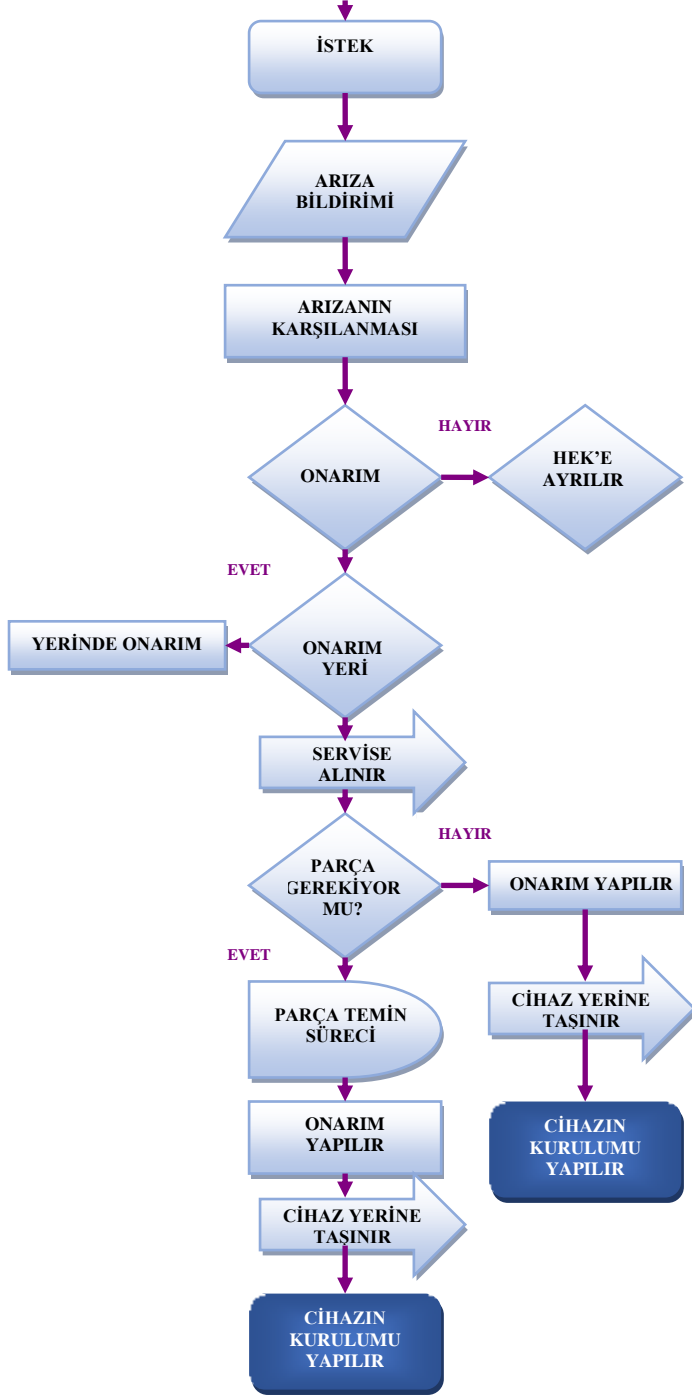 İSTEK
ARIZA
BİLDİRİMİ
ARIZANIN
KARŞILANMASI
ONARIM
HAYIR
HEK’E
AYRILIR
EVET
YERİNDE ONARIM
ONARIM
YERİ
SERVİSE
ALINIR
PARÇA
GEREKİYOR
MU?
HAYIR
ONARIM YAPILIR
EVET
PARÇA TEMİN
SÜRECİ
CİHAZ YERİNE
TAŞINIR
ONARIM
YAPILIR
CİHAZIN
KURULUMU
YAPILIR
CİHAZ YERİNE
TAŞINIR
CİHAZIN
KURULUMU
YAPILIR